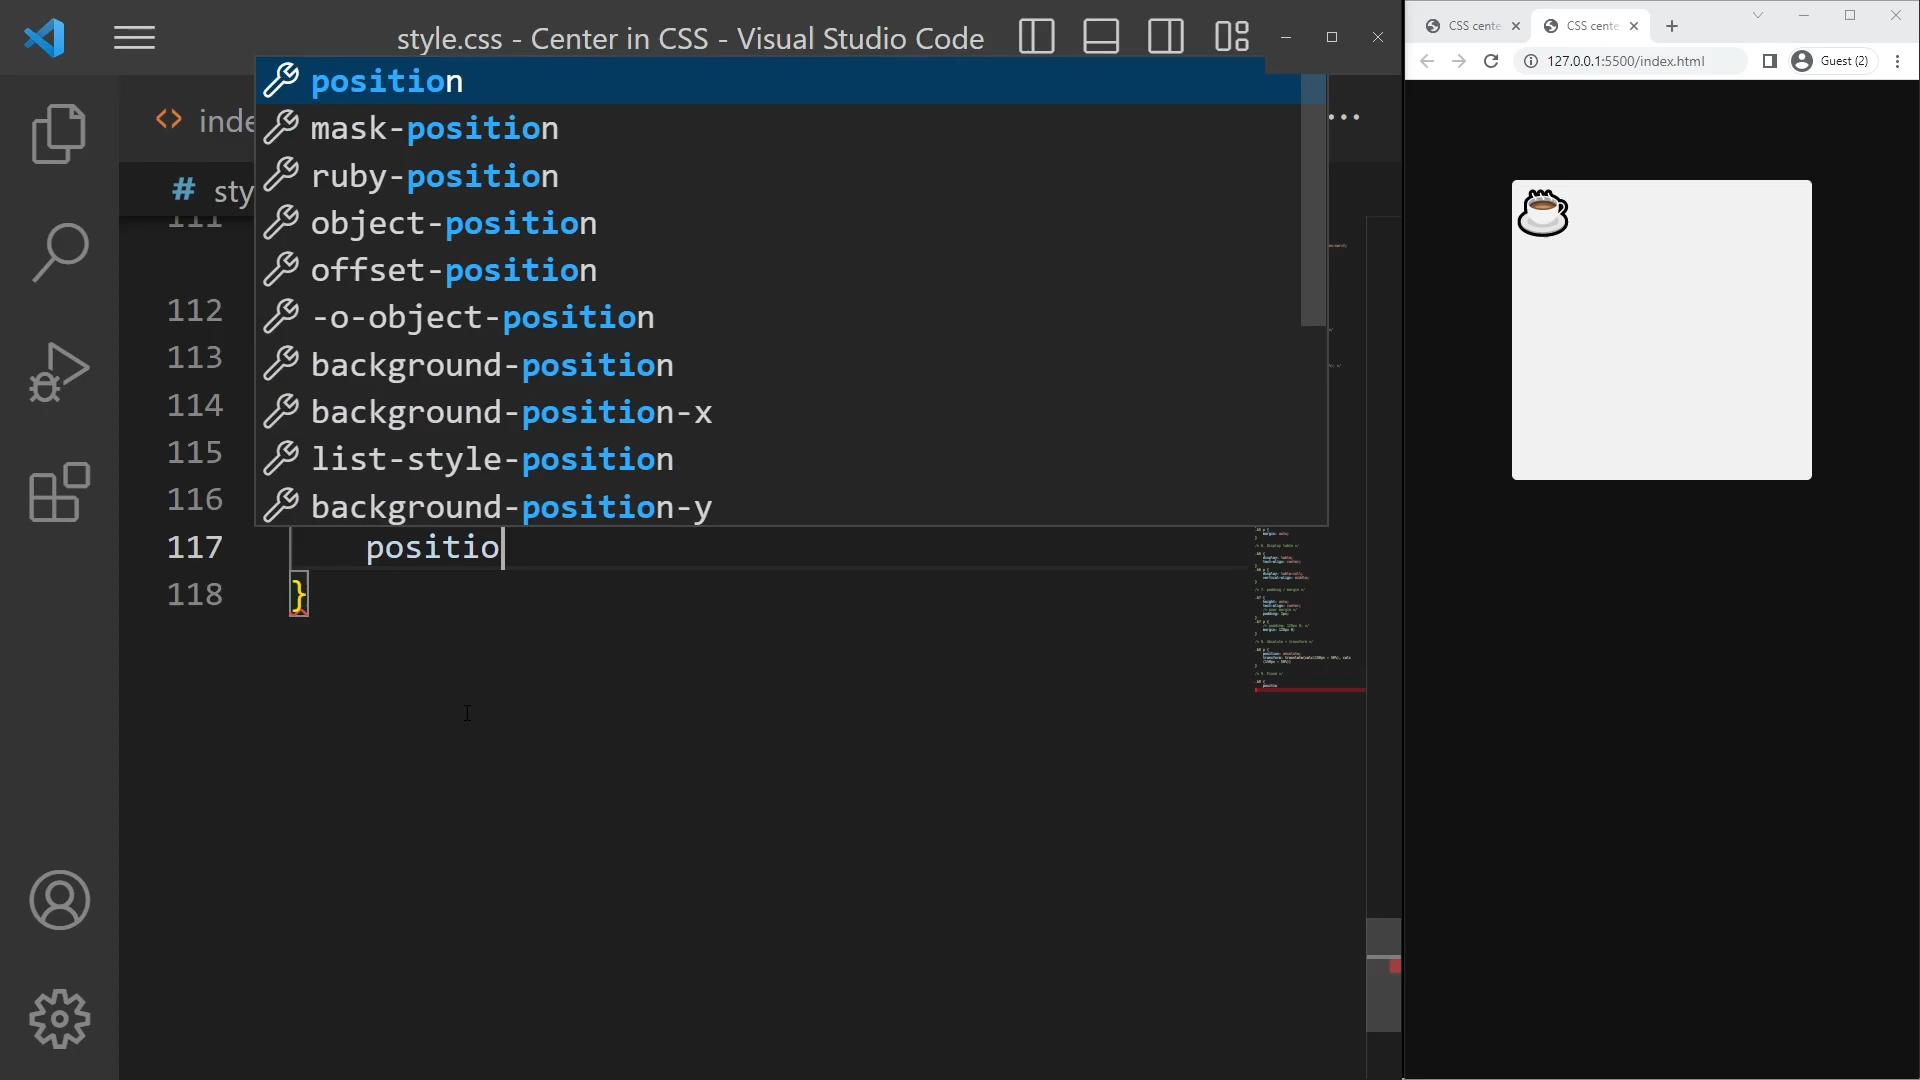 style.css - Center in CSS - Visual Studio Code
CSS cente
CSS cente
127.0.0.1:5500/index.html
Guest (2)
inde
# sty
position
mask-position
ruby-position
object-position
offset-position
-o-object-position
background-position
background-position-x
list-style-position
background-position-y
111
112
113
114
115
116
117 positio
118 }